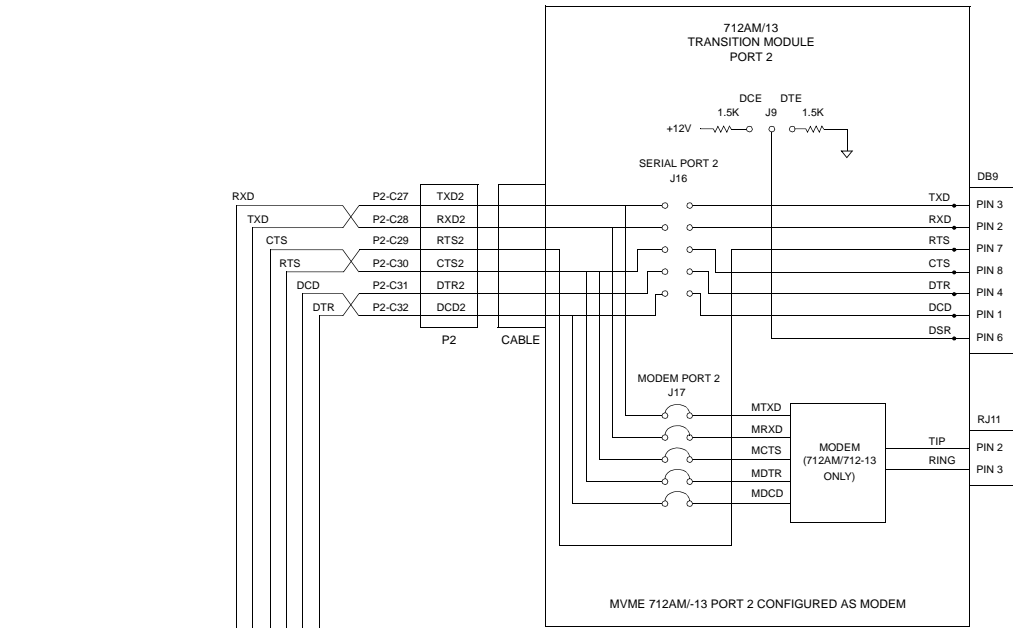 712AM/13
TRANSITION MODULE
PORT 2
DCE DTE
1.5K J9 1.5K
+12V
SERIAL PORT 2
J16
DB9
RXD P2-C27 TXD2 TXD PIN 3
TXD P2-C28 RXD2 RXD PIN 2
CTS P2-C29 RTS2 RTS PIN 7
RTS P2-C30 CTS2 CTS PIN 8
DCD P2-C31 DTR2 DTR PIN 4
DTR P2-C32 DCD2 DCD PIN 1
DSR PIN 6
P2 CABLE
MODEM PORT 2
J17
MTXD
RJ11
MRXD
MODEM
(712AM/712-13
ONLY)
TIP PIN 2
MCTS
RING PIN 3
MDTR
MDCD
MVME 712AM/-13 PORT 2 CONFIGURED AS MODEM